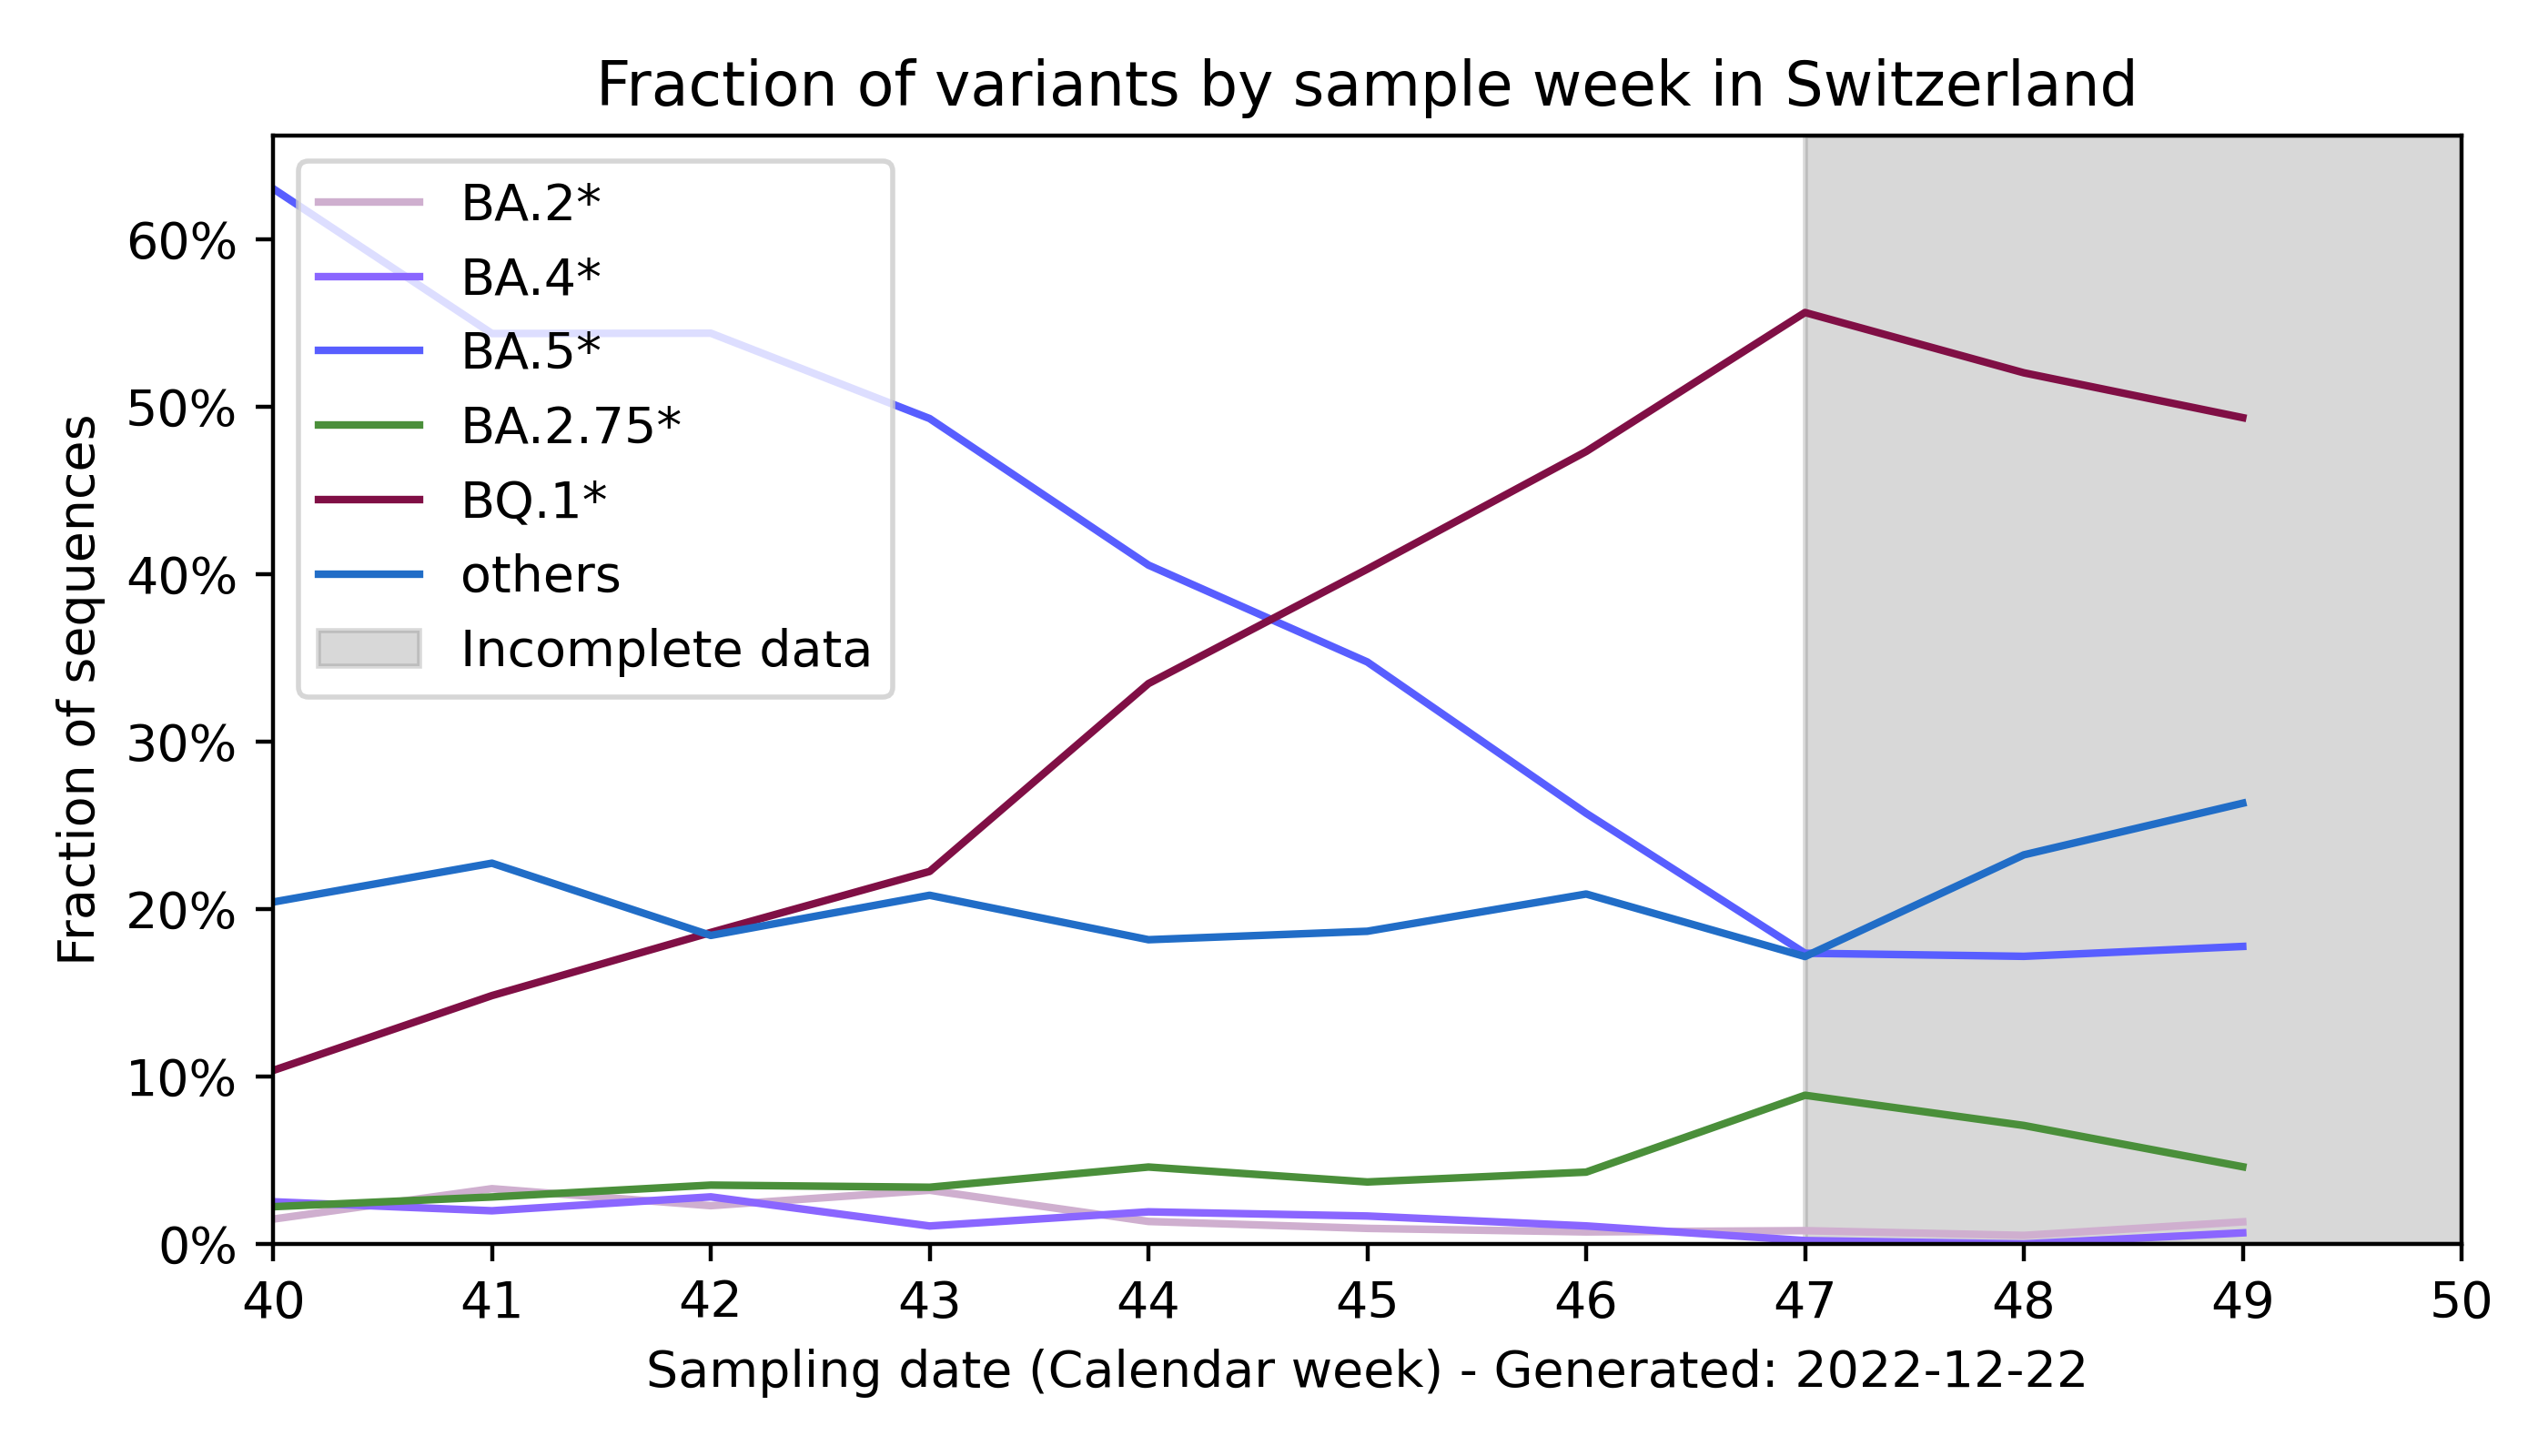 Fraction of variants by sample week in Switzerland
BA.2*
BA.4*
BA.5*
BA.2.75*
BQ.1*
others
Incomplete data
Fraction of sequences
60%
50%
40%
30%
20%
10%
0%
40 41 42 43 44 45 46 47 48 49 50
Sampling date (Calendar week) - Generated: 2022-12-22